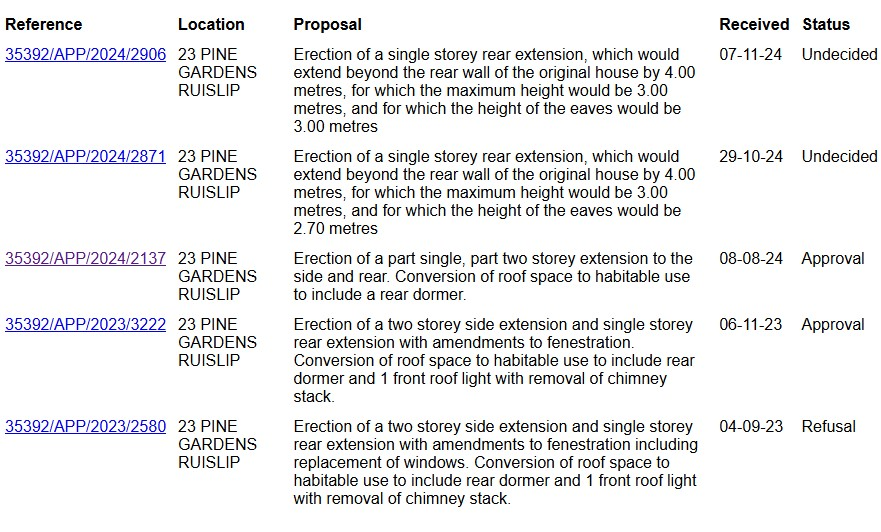 Reference Location Proposal Received Status
35392/APP/2024/2906 23 PINE Erection of a single storey rear extension, which would 07-11-24 Undecided
GARDENS extend beyond the rear wall of the original house by 4.00
RUISLIP metres, for which the maximum height would be 3.00
metres, and for which the height of the eaves would be
3.00 metres
35392/APP/2024/2871 23 PINE Erection of a single storey rear extension, which would 29-10-24 Undecided
GARDENS extend beyond the rear wall of the original house by 4.00
RUISLIP metres, for which the maximum height would be 3.00
metres, and for which the height of the eaves would be
2.70 metres
35392/APP/2024/2137 23 PINE Erection of a part single, part two storey extension to the 08-08-24 Approval
GARDENS side and rear. Conversion of roof space to habitable use
RUISLIP to include a rear dormer.
35392/APP/2023/3222 23 PINE Erection of a two storey side extension and single storey 06-11-23 Approval
GARDENS rear extension with amendments to fenestration.
RUISLIP Conversion of roof space to habitable use to include rear
dormer and 1 front roof light with removal of chimney
stack.
35392/APP/2023/2580 23 PINE Erection of a two storey side extension and single storey 04-09-23 Refusal
GARDENS rear extension with amendments to fenestration including
RUISLIP replacement of windows. Conversion of roof space to
habitable use to include rear dormer and 1 front roof light
with removal of chimney stack.